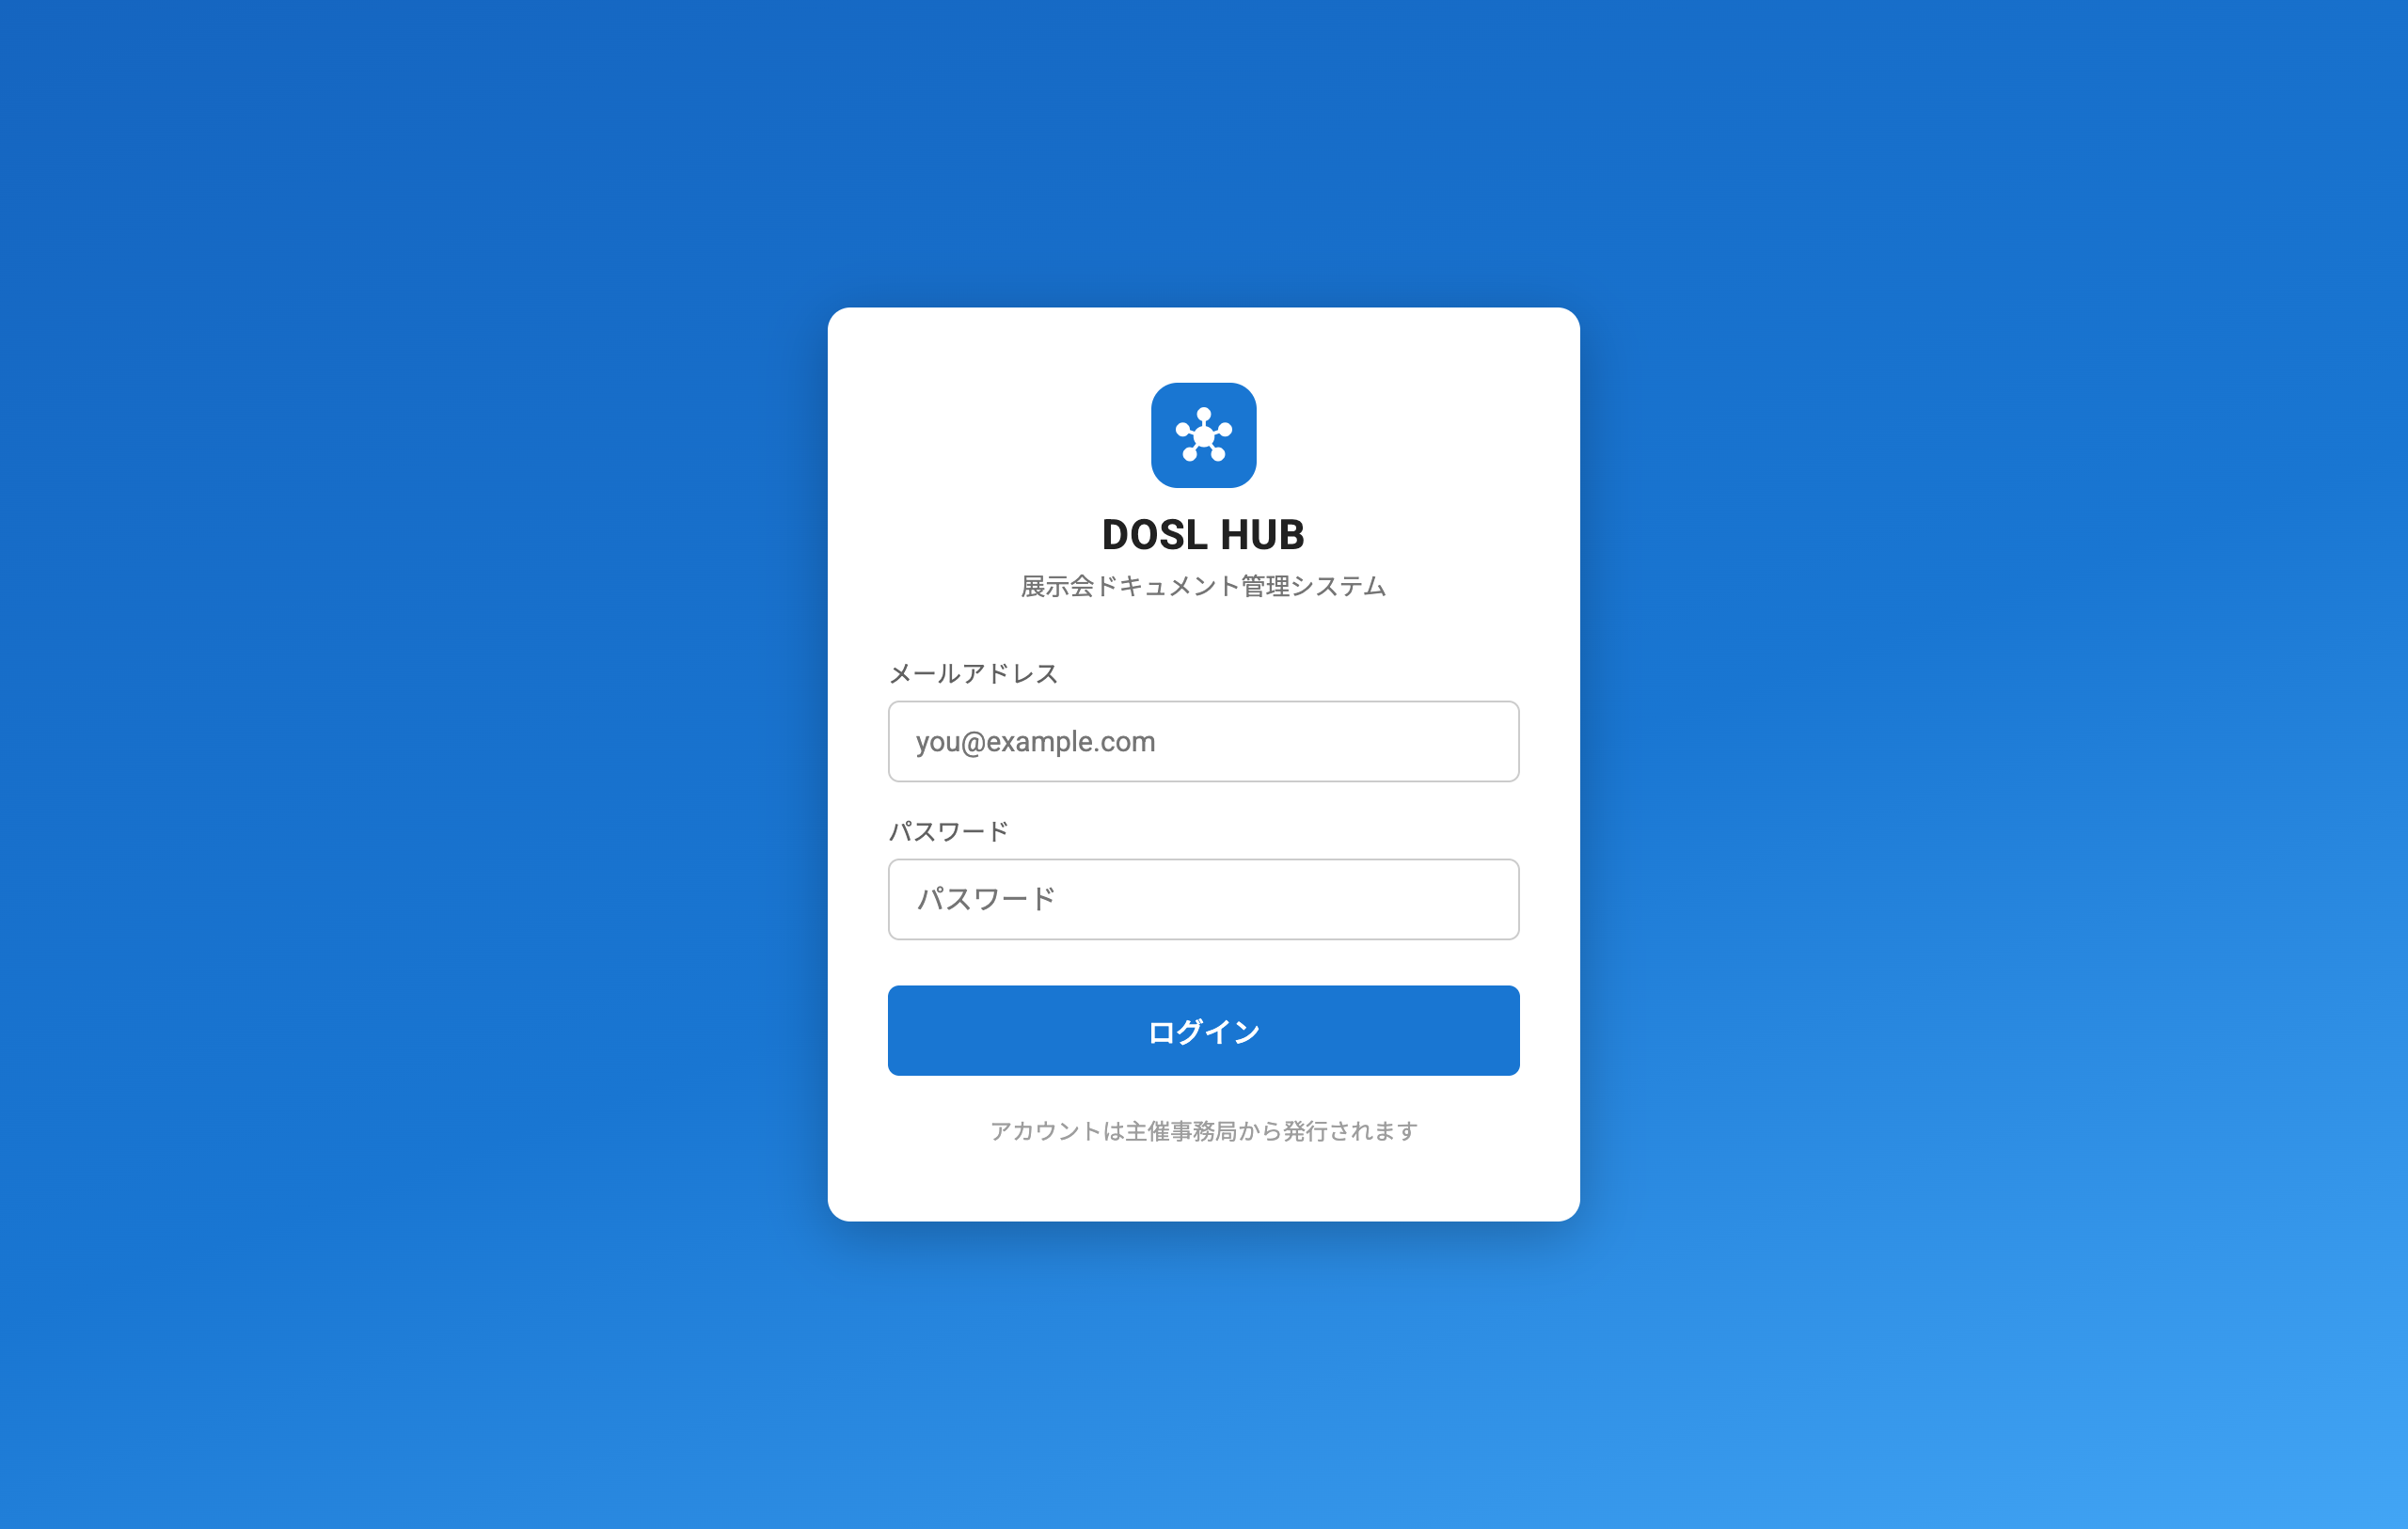 DOSL HUB
展示会ドキュメント管理システム
メールアドレス
you@example.com
パスワード
パスワード
ログイン
アカウントは主催事務局から発行されます